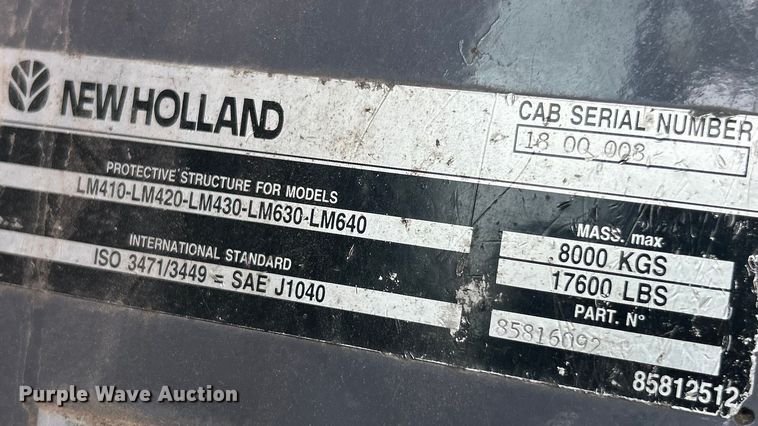 NEW HOLLAND
CAB SERIAL NUMBER
18 00 008
PROTECTIVE STRUCTURE FOR MODELS
LM410-LM420-LM430-LM630-LM640
INTERNATIONAL STANDARD
ISO 3471/3449 = SAE J1040
MASS. max
8000 KGS
17600 LBS
PART. N°
85816092
85812512
Purple Wave Auction